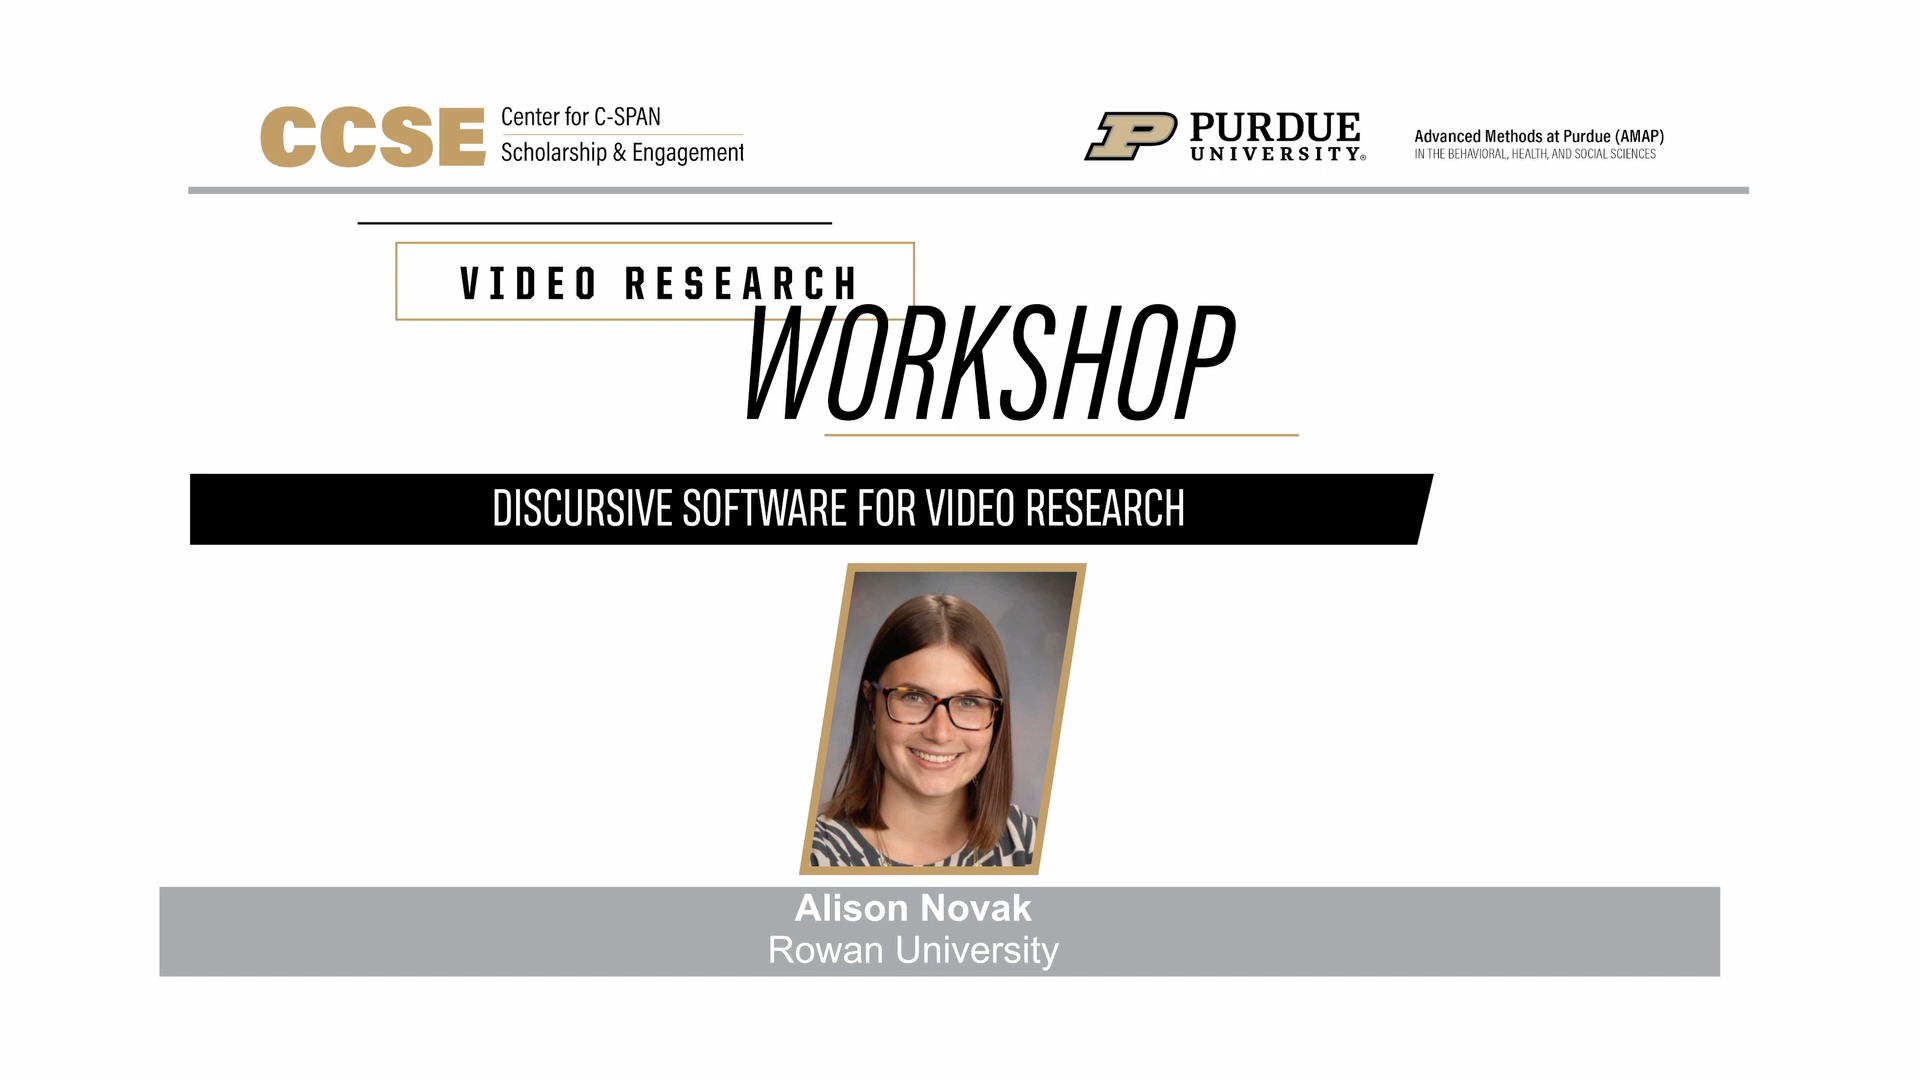 CCSE
Center for C-SPAN
Scholarship & Engagement
P
PURDUE
UNIVERSITY®
Advanced Methods at Purdue (AMAP)
IN THE BEHAVIORAL, HEALTH, AND SOCIAL SCIENCES
VIDEO RESEARCH
WORKSHOP
DISCURSIVE SOFTWARE FOR VIDEO RESEARCH
Alison Novak
Rowan University